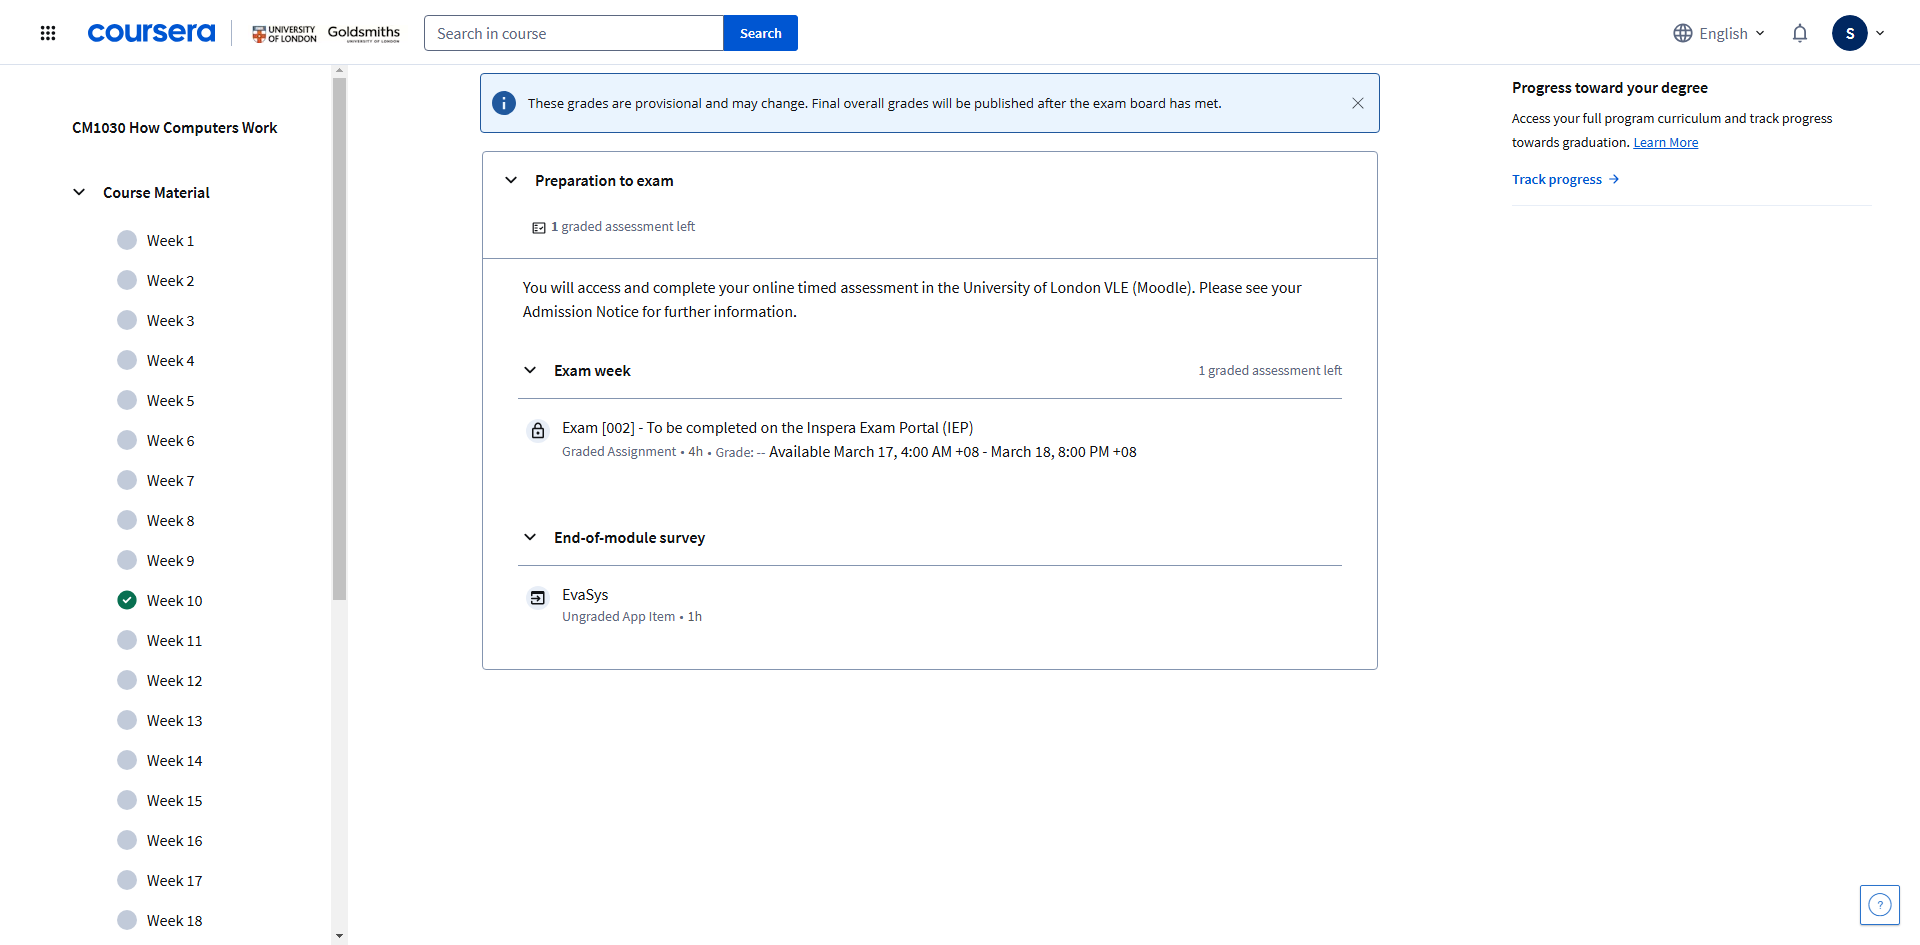 coursera
UNIVERSITY OF LONDON
Goldsmiths
UNIVERSITY OF LONDON
Search in course
Search
English
S
CM1030 How Computers Work
Course Material
Week 1
Week 2
Week 3
Week 4
Week 5
Week 6
Week 7
Week 8
Week 9
Week 10
Week 11
Week 12
Week 13
Week 14
Week 15
Week 16
Week 17
Week 18
These grades are provisional and may change. Final overall grades will be published after the exam board has met.
Preparation to exam
1 graded assessment left
You will access and complete your online timed assessment in the University of London VLE (Moodle). Please see your
Admission Notice for further information.
Exam week
1 graded assessment left
Exam [002] - To be completed on the Inspera Exam Portal (IEP)
Graded Assignment • 4h • Grade: -- Available March 17, 4:00 AM +08 - March 18, 8:00 PM +08
End-of-module survey
EvaSys
Ungraded App Item • 1h
Progress toward your degree
Access your full program curriculum and track progress
towards graduation. Learn More
Track progress →
?